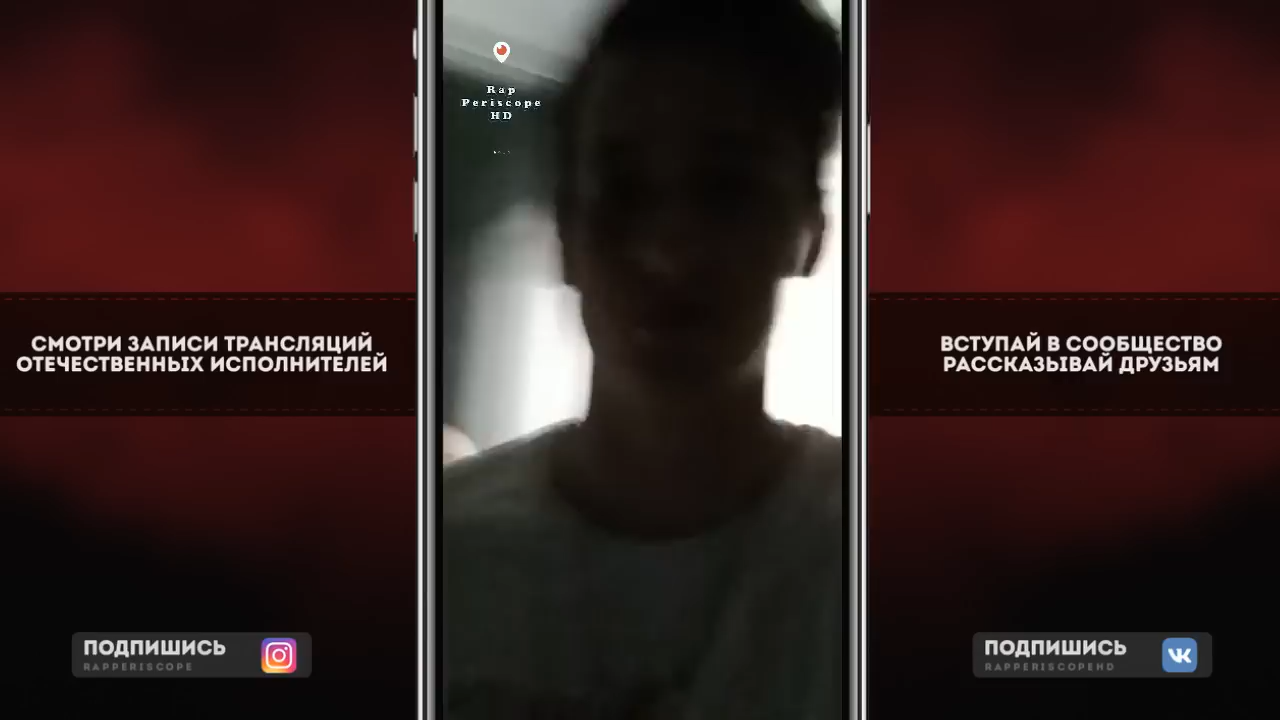 Rap
Periscope
HD
СМОТРИ ЗАПИСИ ТРАНСЛЯЦИЙ
ОТЕЧЕСТВЕННЫХ ИСПОЛНИТЕЛЕЙ
ВСТУПАЙ В СООБЩЕСТВО
РАССКАЗЫВАЙ ДРУЗЬЯМ
ПОДПИШИСЬ
RAPPERISCOPE
ПОДПИШИСЬ
RAPPERISCOPEHD